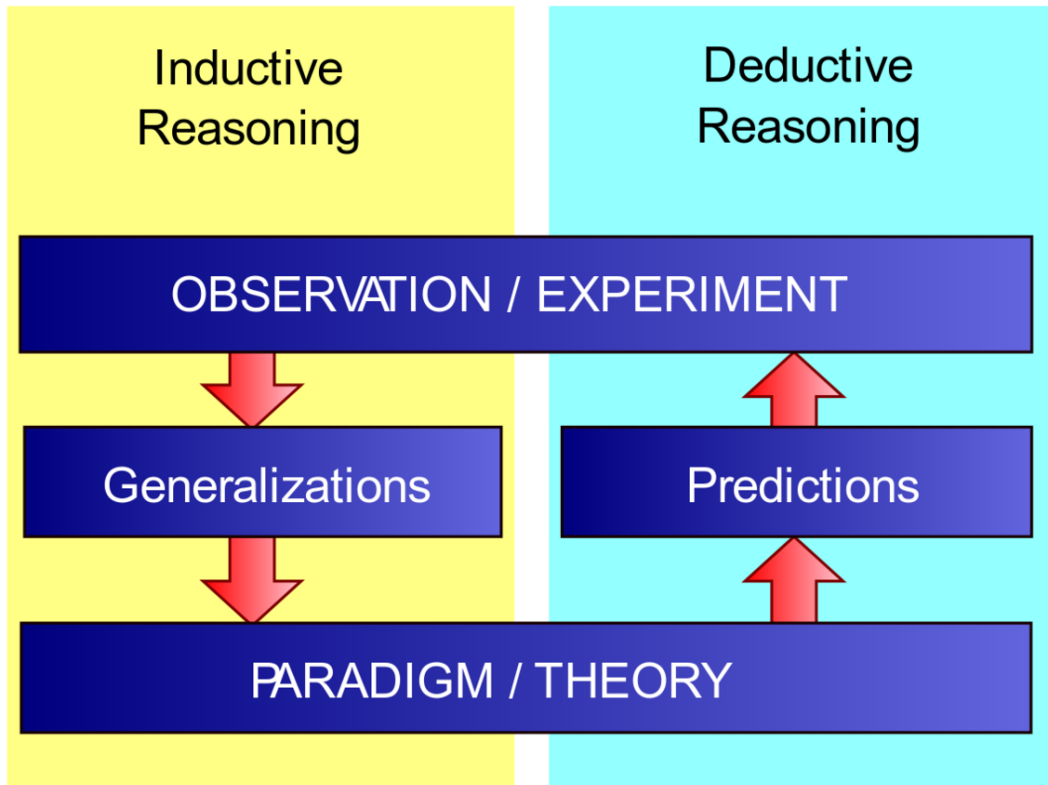 Inductive
Reasoning
Deductive
Reasoning
OBSERVATION / EXPERIMENT
Generalizations
Predictions
PARADIGM / THEORY